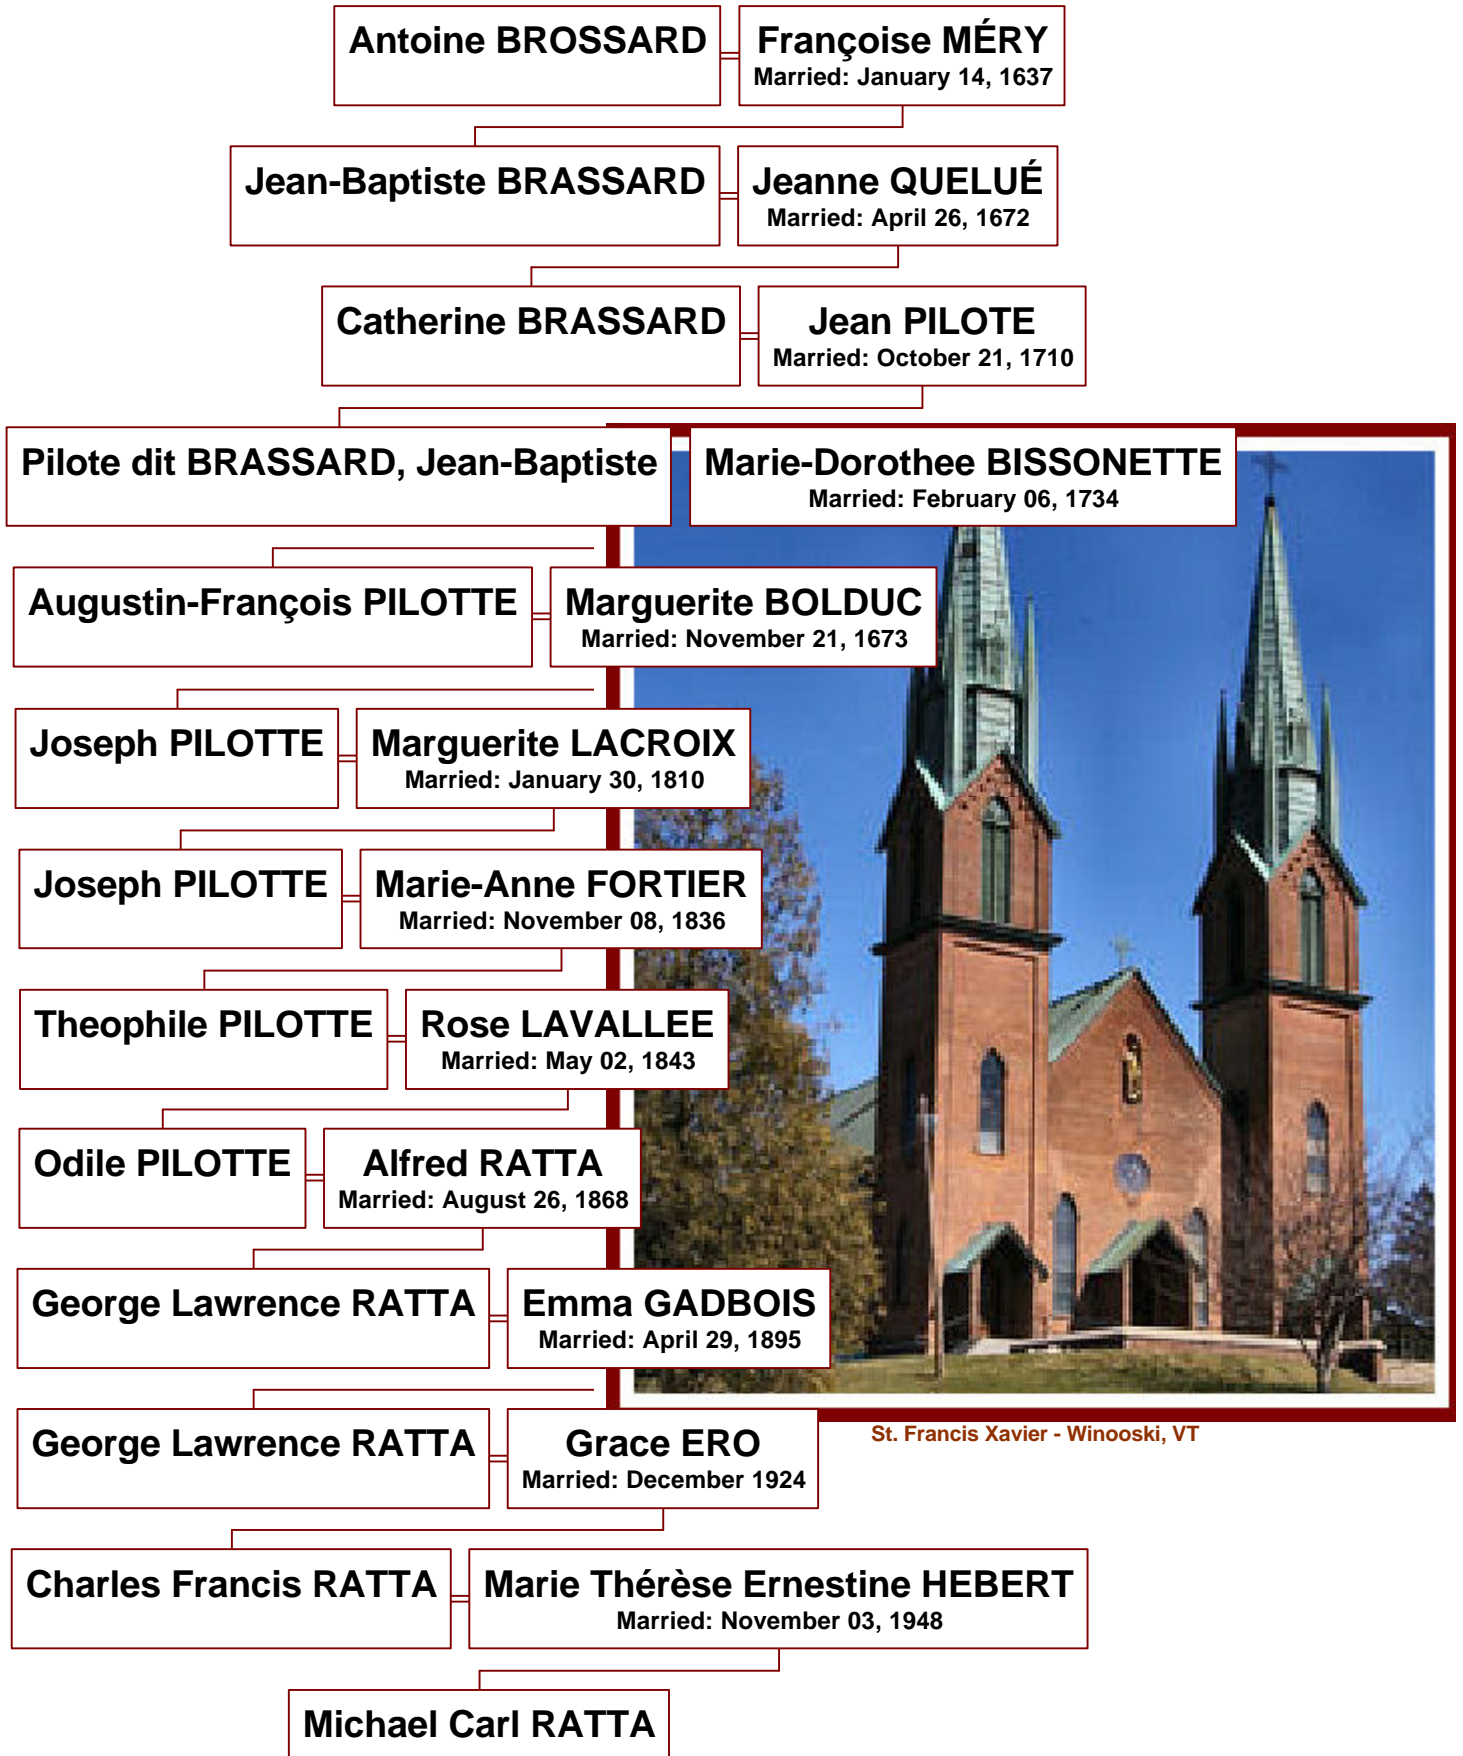 Antoine BROSSARD
Françoise MÉRY
Married: January 14, 1637
Jean-Baptiste BRASSARD
Jeanne QUELUÉ
Married: April 26, 1672
Catherine BRASSARD
Jean PILOTE
Married: October 21, 1710
Pilote dit BRASSARD, Jean-Baptiste
Marie-Dorothee BISSONETTE
Married: February 06, 1734
Augustin-François PILOTTE
Marguerite BOLDUC
Married: November 21, 1673
Joseph PILOTTE
Marguerite LACROIX
Married: January 30, 1810
Joseph PILOTTE
Marie-Anne FORTIER
Married: November 08, 1836
Theophile PILOTTE
Rose LAVALLEE
Married: May 02, 1843
Odile PILOTTE
Alfred RATTA
Married: August 26, 1868
George Lawrence RATTA
Emma GADBOIS
Married: April 29, 1895
George Lawrence RATTA
Grace ERO
Married: December 1924
St. Francis Xavier - Winooski, VT
Charles Francis RATTA
Marie Thérèse Ernestine HEBERT
Married: November 03, 1948
Michael Carl RATTA